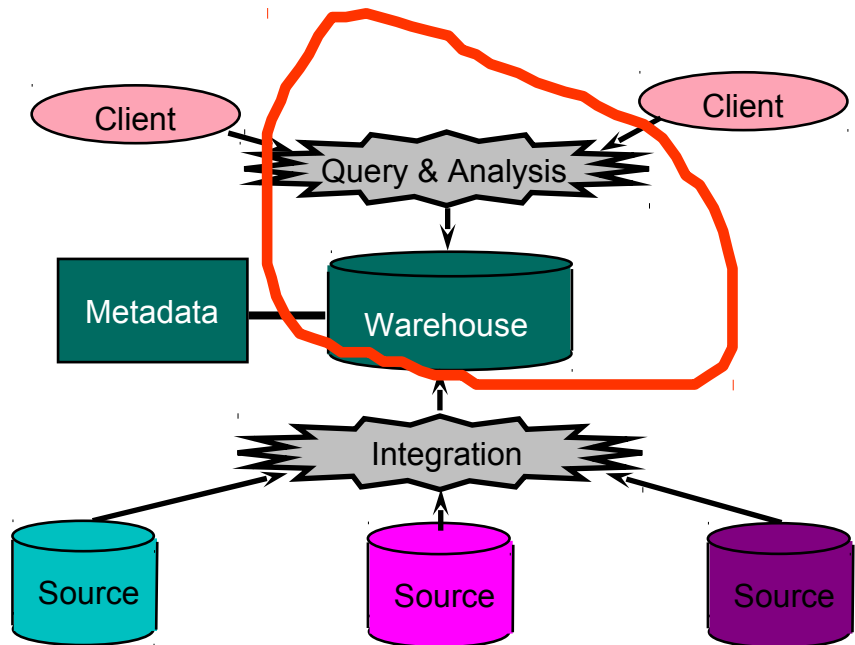 Client
Client
Query & Analysis
Metadata
Warehouse
Integration
Source
Source
Source